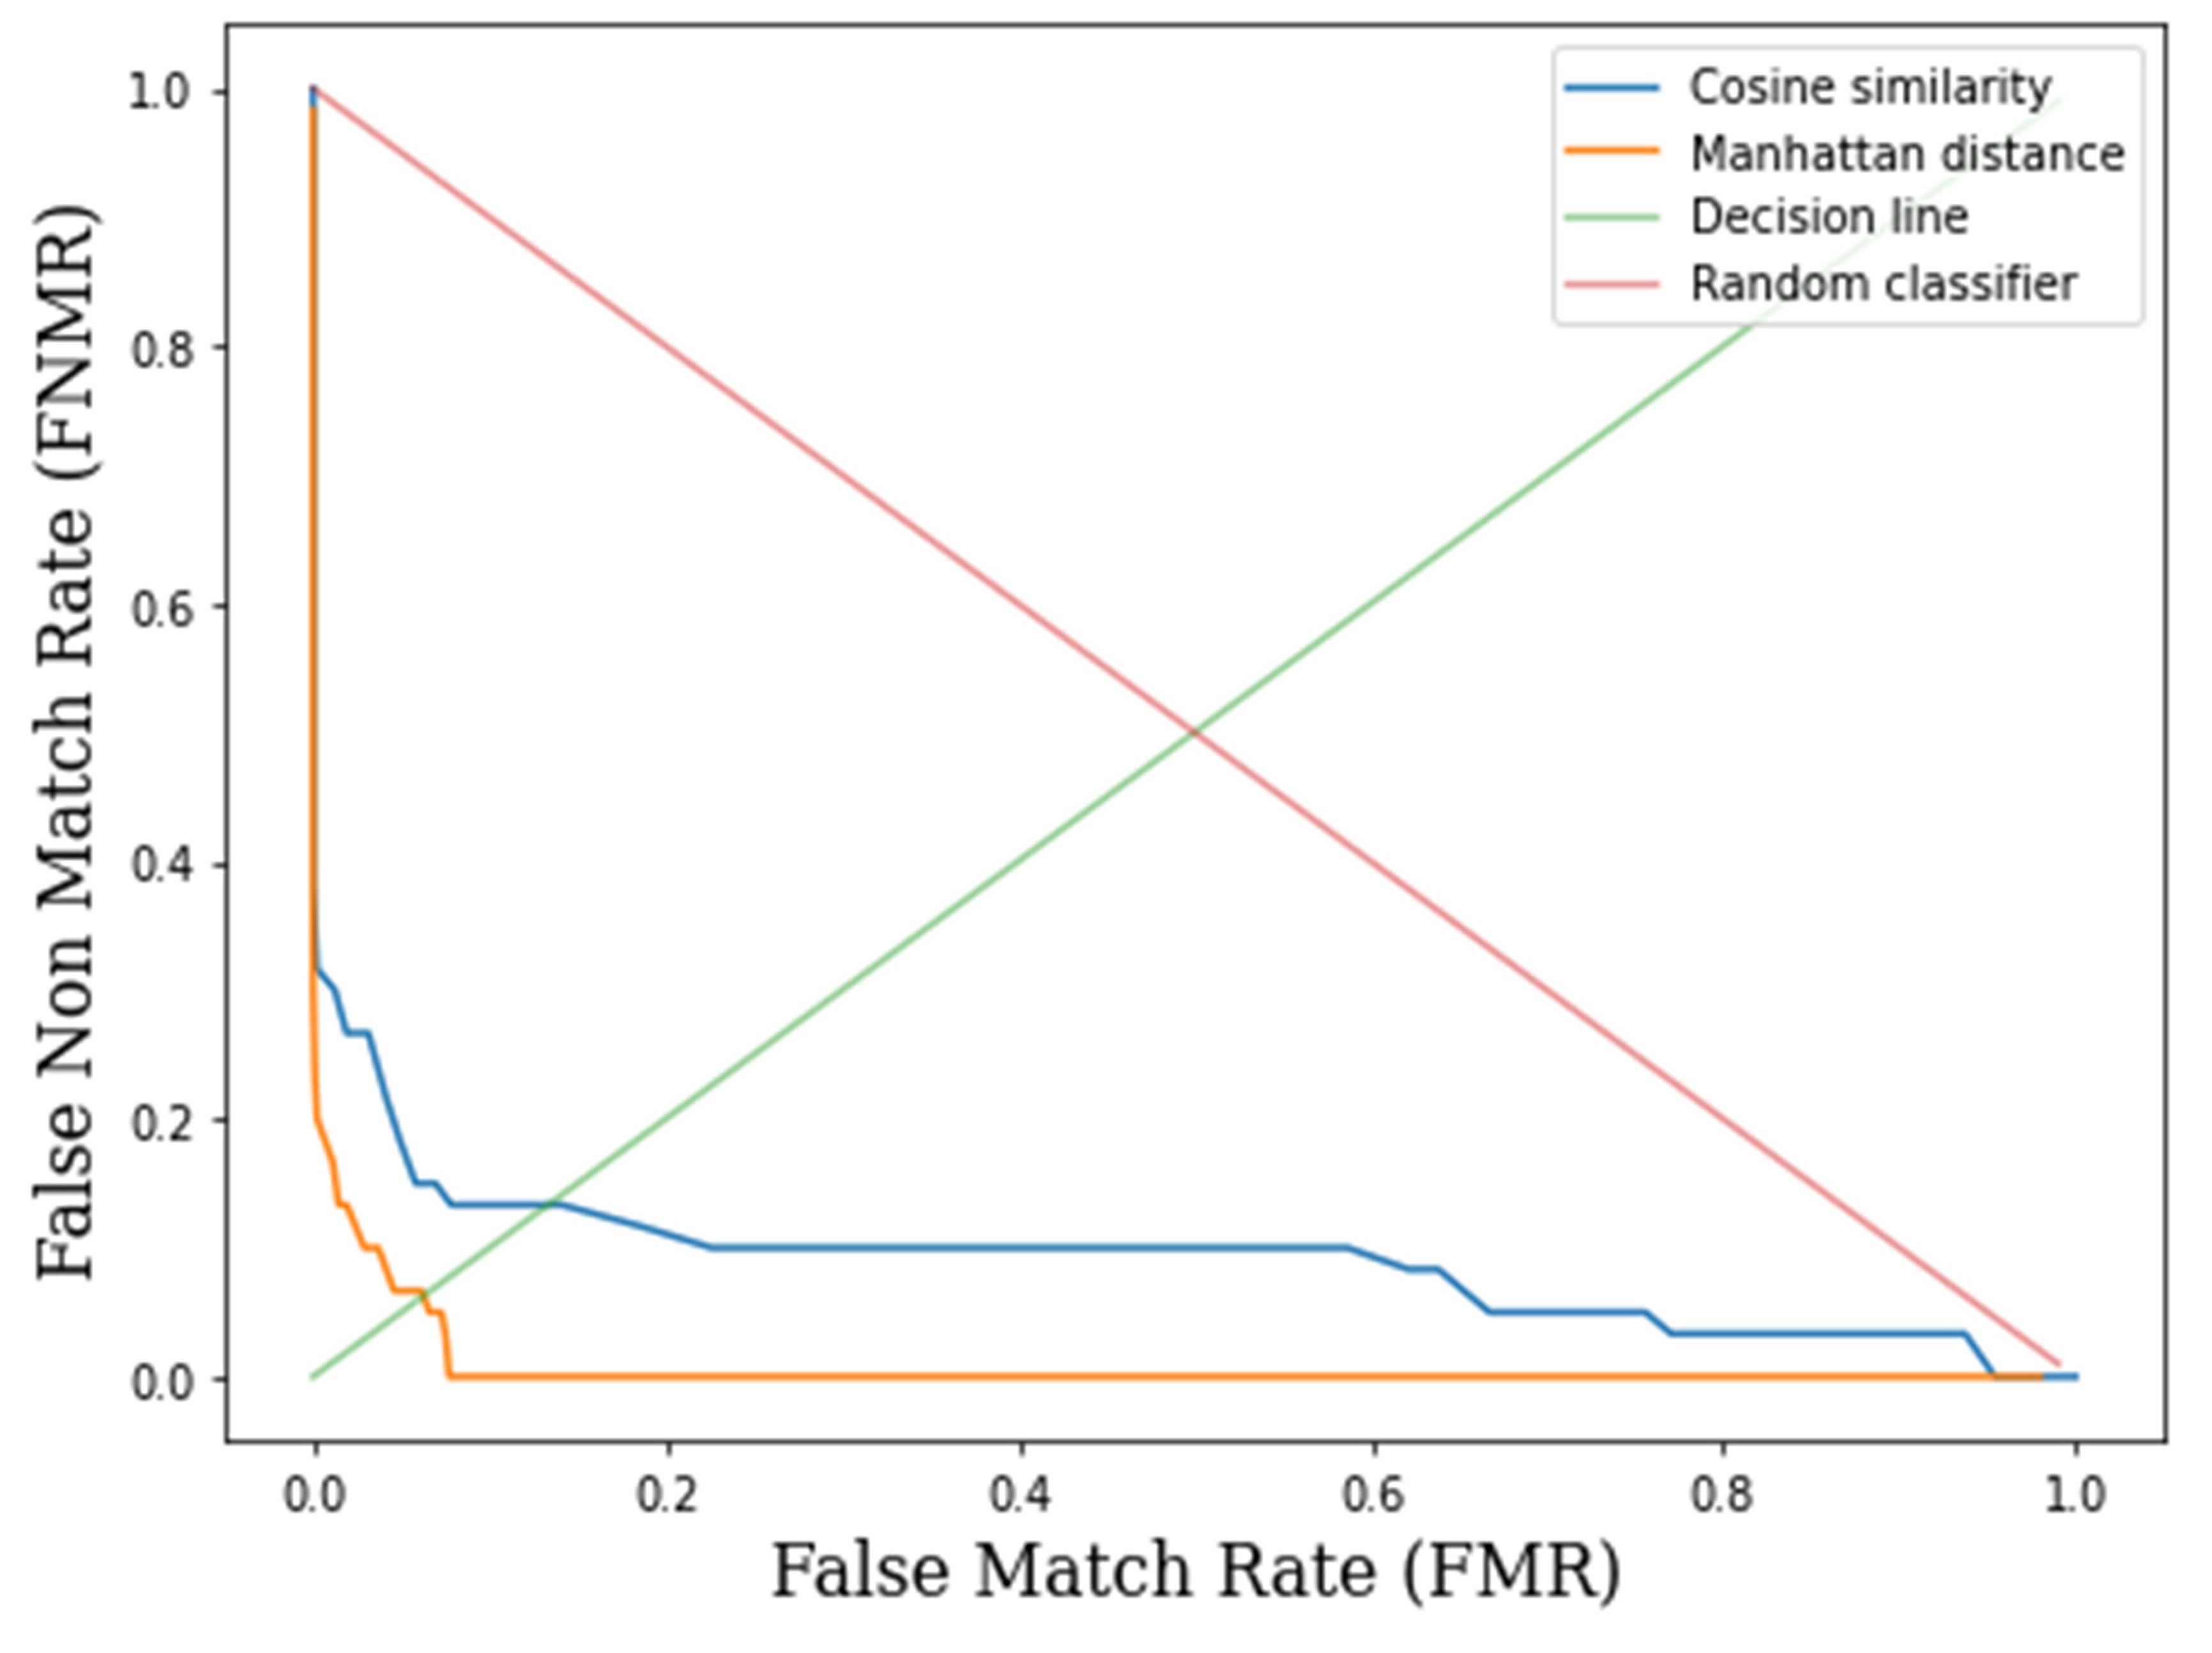 Cosine similarity
Manhattan distance
Decision line
Random classifier
False Non Match Rate (FNMR)
1.0
0.8
0.6
0.4
0.2
0.0
0.0 0.2 0.4 0.6 0.8 1.0
False Match Rate (FMR)